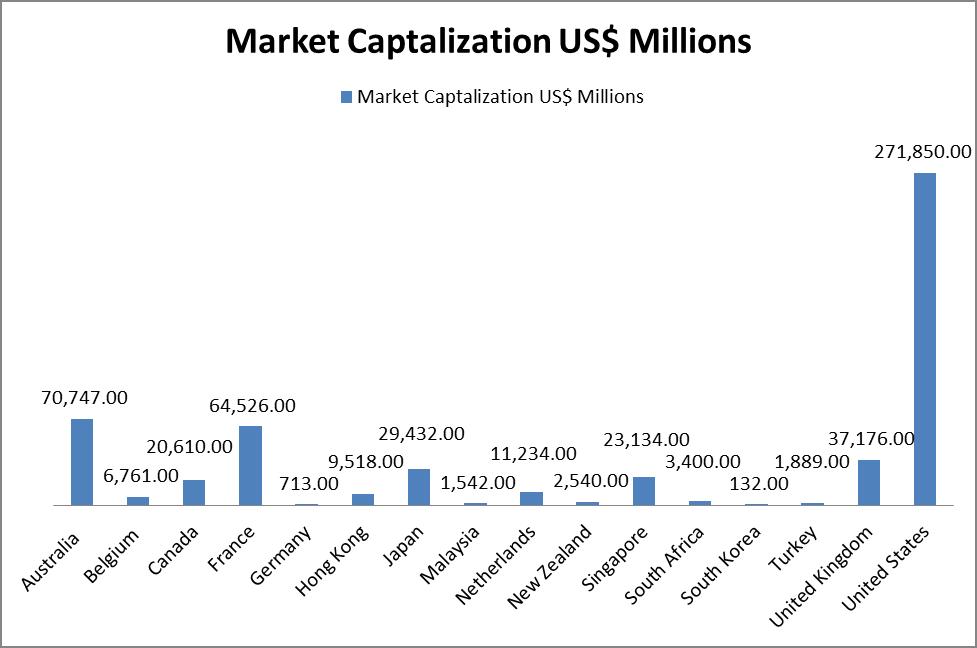 Market Captalization US$ Millions
Market Captalization US$ Millions
271,850.00
70,747.00
64,526.00
29,432.00
37,176.00
23,134.00
20,610.00
11,234.00
9,518.00
3,400.00
1,889.00
6,761.00
713.00
1,542.00
2,540.00
132.00
Australia
Belgium
Canada
France
Germany
Hong Kong
Japan
Malaysia
Netherlands
New Zealand
Singapore
South Africa
South Korea
Turkey
United Kingdom
United States